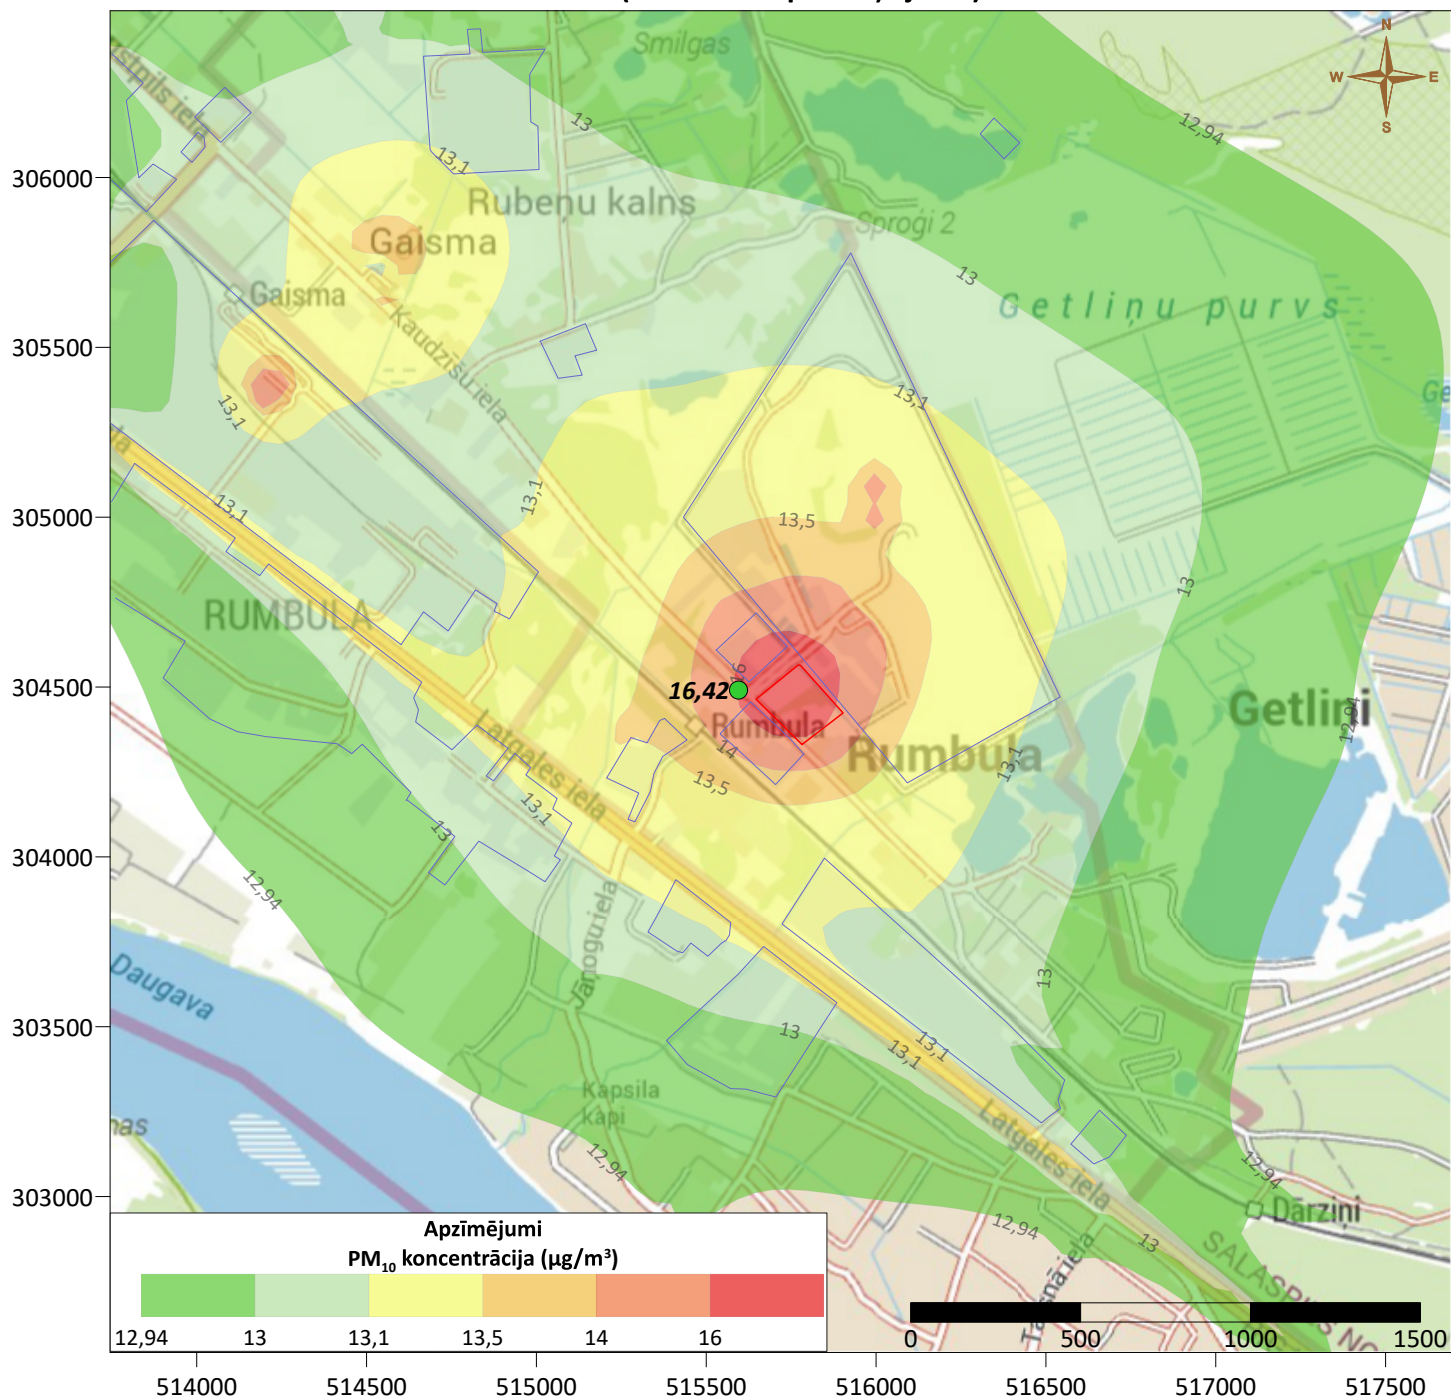 N
W E
S
Smilgas
13
12,94
306000
13,1
Rubeņu kalns
Gaisma
Sproģi 2
13
Gaisma
Getliņu purvs
Kaudzīšu iela
305500
13,1
13,1
13,1
305000
13,1
13,5
13
RUMBULA
16
304500
16,42
Rumbula
14
Getliņi
12,94
Latgales iela
Rumbula
13,1
13,5
13,1
13
304000
12,94
Jāņogu iela
Daugava
13
303500
13
13,1
13,1
Kapsila
kapi
Latgales iela
12,94
12,94
303000
Dārziņi
12,94
13
Apzīmējumi
PM₁₀ koncentrācija (µg/m³)
12,94 13 13,1 13,5 14 16
0 500 1000 1500
514000 514500 515000 515500 516000 516500 517000 517500